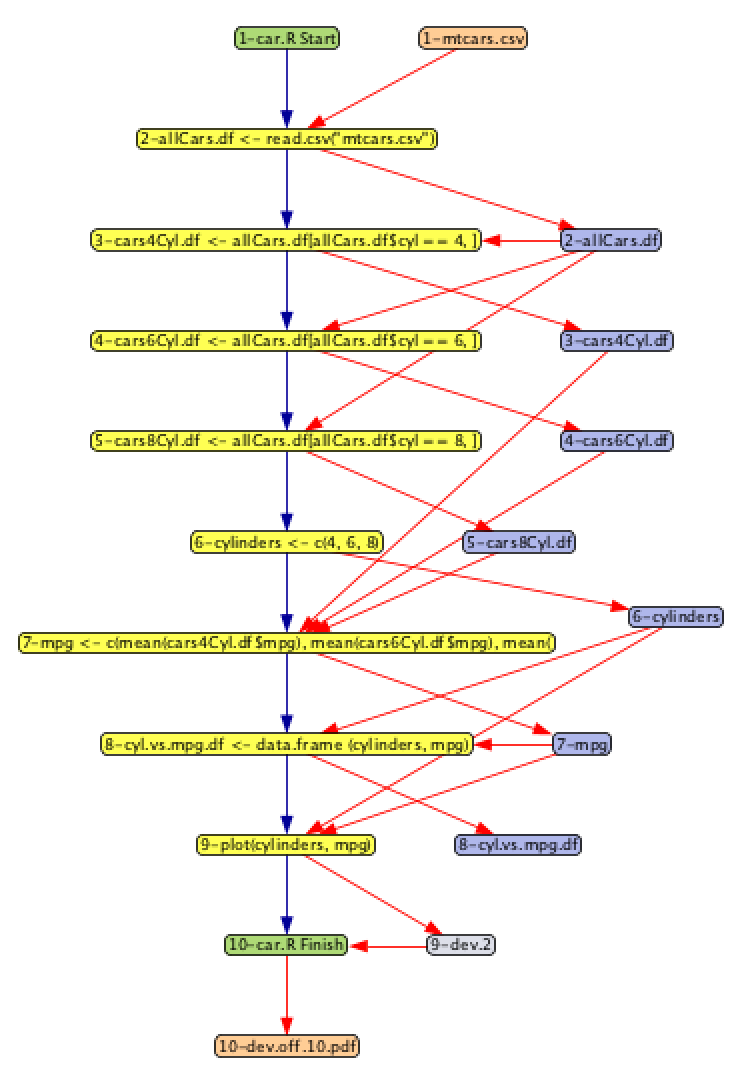 1-car.R Start
1-mtcars.csv
2-allCars.df <- read.csv("mtcars.csv")
3-cars4Cyl.df <- allCars.df[allCars.df$cyl == 4, ]
2-allCars.df
4-cars6Cyl.df <- allCars.df[allCars.df$cyl == 6, ]
3-cars4Cyl.df
5-cars8Cyl.df <- allCars.df[allCars.df$cyl == 8, ]
4-cars6Cyl.df
6-cylinders <- c(4, 6, 8)
5-cars8Cyl.df
6-cylinders
7-mpg <- c(mean(cars4Cyl.df$mpg), mean(cars6Cyl.df$mpg), mean(
8-cyl.vs.mpg.df <- data.frame (cylinders, mpg)
7-mpg
9-plot(cylinders, mpg)
8-cyl.vs.mpg.df
10-car.R Finish
9-dev.2
10-dev.off.10.pdf